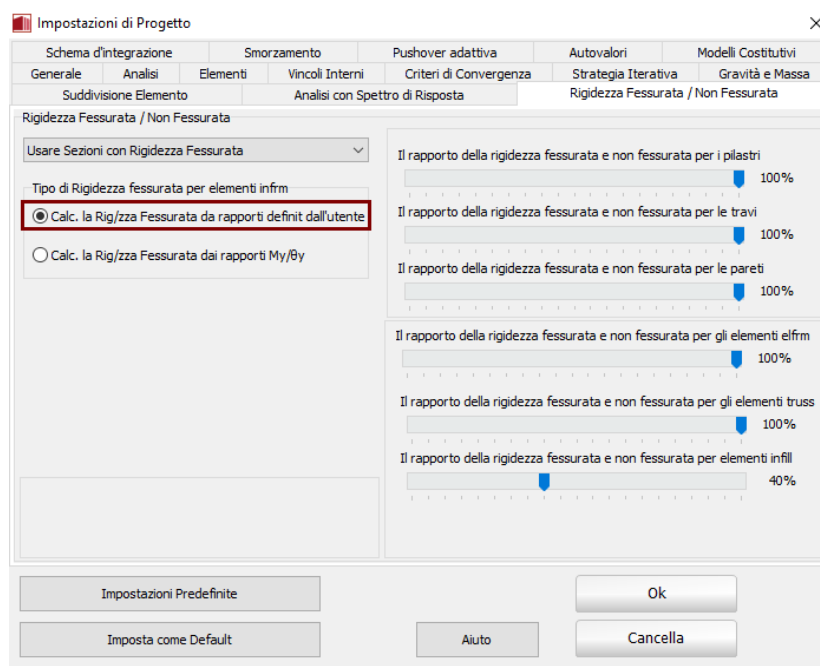 Impostazioni di Progetto
Schema d'integrazione Smorzamento Pushover adattiva Autovalori Modelli Costitutivi
Generale Analisi Elementi Vincoli Interni Criteri di Convergenza Strategia Iterativa Gravità e Massa
Suddivisione Elemento Analisi con Spettro di Risposta Rigidezza Fessurata / Non Fessurata
Rigidezza Fessurata / Non Fessurata
Usare Sezioni con Rigidezza Fessurata
Tipo di Rigidezza fessurata per elementi infrm
Calc. la Rig/zza Fessurata da rapporti definit dall'utente
Calc. la Rig/zza Fessurata dai rapporti My/θy
Il rapporto della rigidezza fessurata e non fessurata per i pilastri
100%
Il rapporto della rigidezza fessurata e non fessurata per le travi
100%
Il rapporto della rigidezza fessurata e non fessurata per le pareti
100%
Il rapporto della rigidezza fessurata e non fessurata per gli elementi elfrm
100%
Il rapporto della rigidezza fessurata e non fessurata per gli elementi truss
100%
Il rapporto della rigidezza fessurata e non fessurata per elementi infill
40%
Impostazioni Predefinite Ok
Imposta come Default Aiuto Cancella